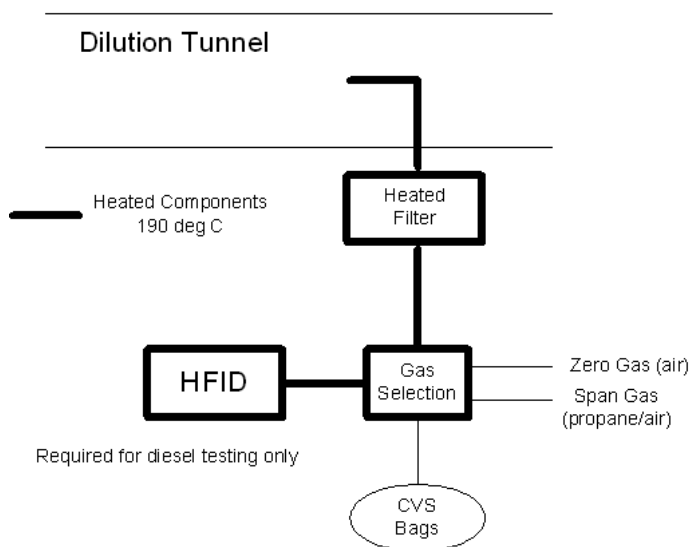 Dilution Tunnel
Heated Components
190 deg C
Heated
Filter
HFID
Gas
Selection
Zero Gas (air)
Span Gas
(propane/air)
Required for diesel testing only
CVS
Bags